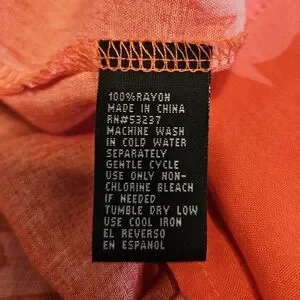 100%RAYON
MADE IN CHINA
RN#53237
MACHINE WASH
IN COLD WATER
SEPARATELY
GENTLE CYCLE
USE ONLY NON-
CHLORINE BLEACH
IF NEEDED
TUMBLE DRY LOW
USE COOL IRON
EL REVERSO
EN ESPANOL